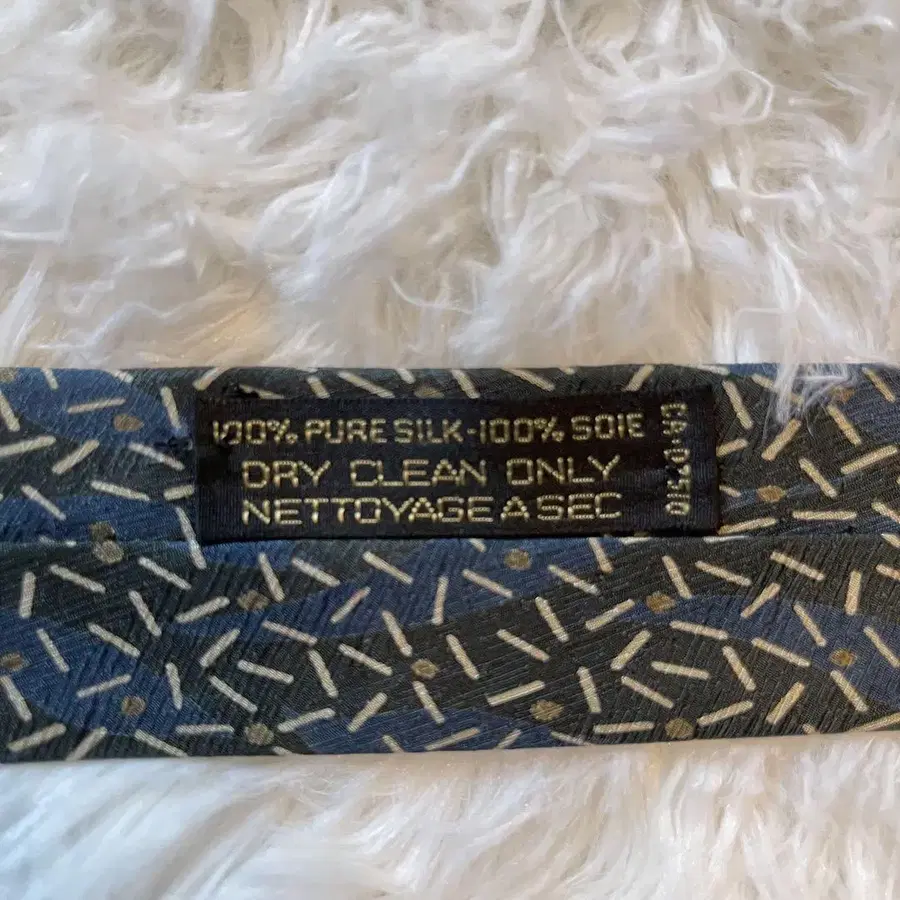 100% PURE SILK-100% SOIE
DRY CLEAN ONLY
NETTOYAGE A SEC